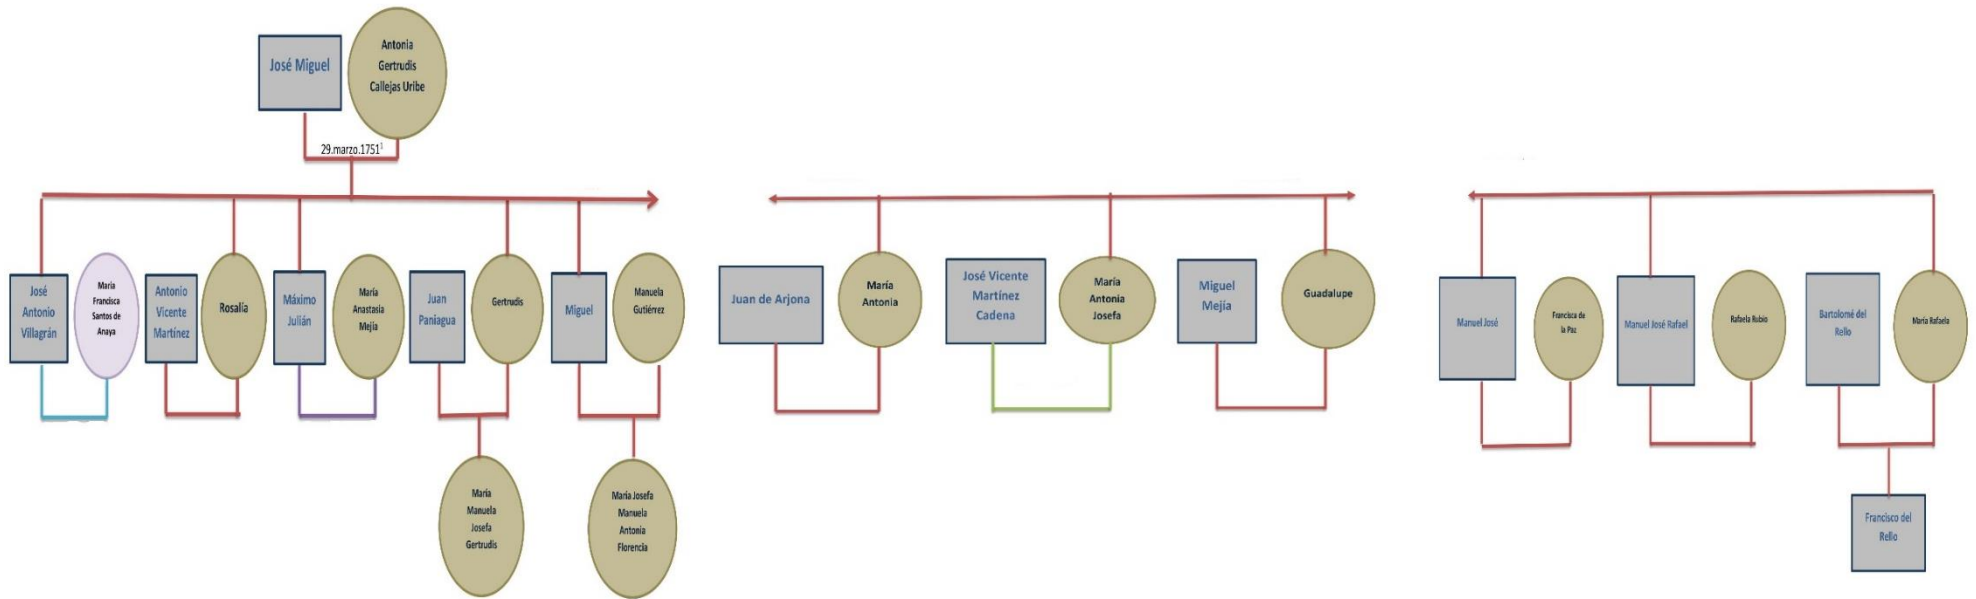 José Miguel
Antonia
Gertrudis
Callejas Uribe
29.marzo.1751¹
José
Antonio
Villagrán
María
Francisca
Santos de
Anaya
Antonio
Vicente
Martínez
Rosalía
Máximo
Julián
María
Anastasia
Mejía
Juan
Paniagua
Gertrudis
Miguel
Manuela
Gutiérrez
María
Manuela
Josefa
Gertrudis
María Josefa
Manuela
Antonia
Florencia
Juan de Arjona
María
Antonia
José Vicente
Martínez
Cadena
María
Antonia
Josefa
Miguel
Mejía
Guadalupe
Manuel José
Francisca de
la Paz
Manuel José Rafael
Rafaela Rubio
Bartolomé del
Rello
María Rafaela
Francisco del
Rello